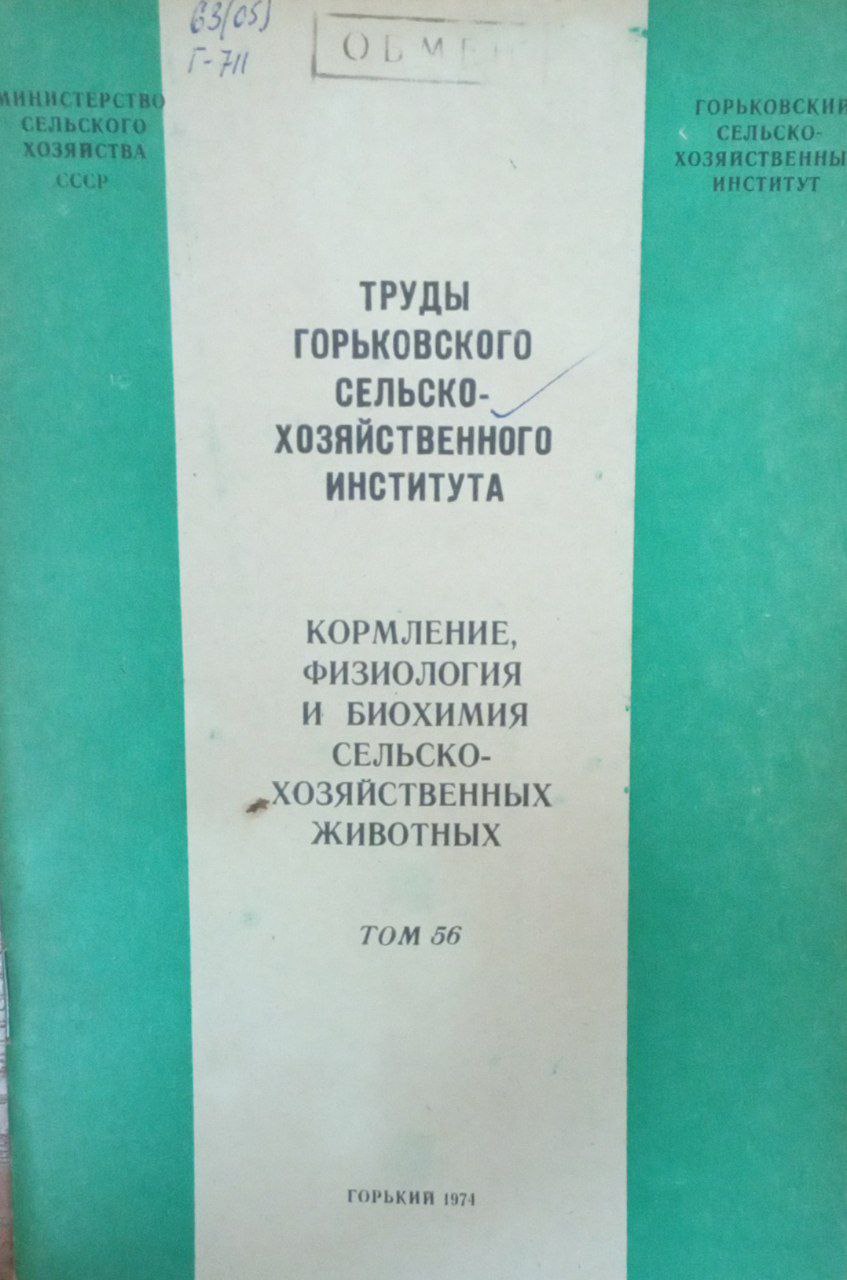 63(05)
Г-711
ОБМЕ
МИНИСТЕРСТВО
СЕЛЬСКОГО
ХОЗЯЙСТВА
СССР
ГОРЬКОВСКИЙ
СЕЛЬСКО-
ХОЗЯЙСТВЕННЫ
ИНСТИТУТ
ТРУДЫ
ГОРЬКОВСКОГО
СЕЛЬСКО-
ХОЗЯЙСТВЕННОГО
ИНСТИТУТА
КОРМЛЕНИЕ,
ФИЗИОЛОГИЯ
И БИОХИМИЯ
СЕЛЬСКО-
ХОЗЯЙСТВЕННЫХ
ЖИВОТНЫХ
ТОМ 56
ГОРЬКИЙ 1974